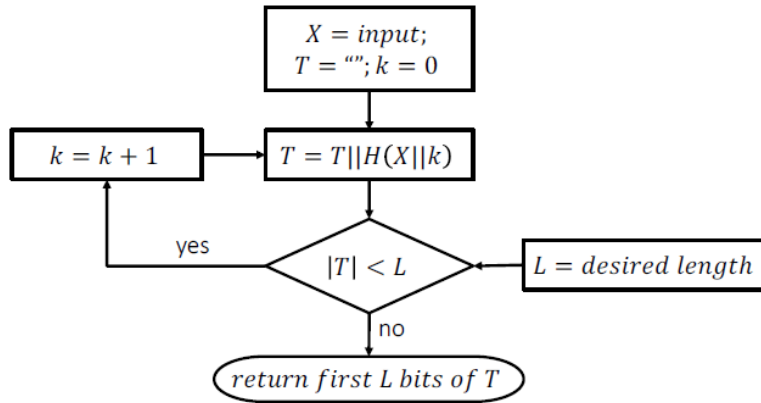 X = input;
T = “”; k = 0
k = k + 1
T = T||H(X||k)
yes
|T| < L
L = desired length
no
return first L bits of T